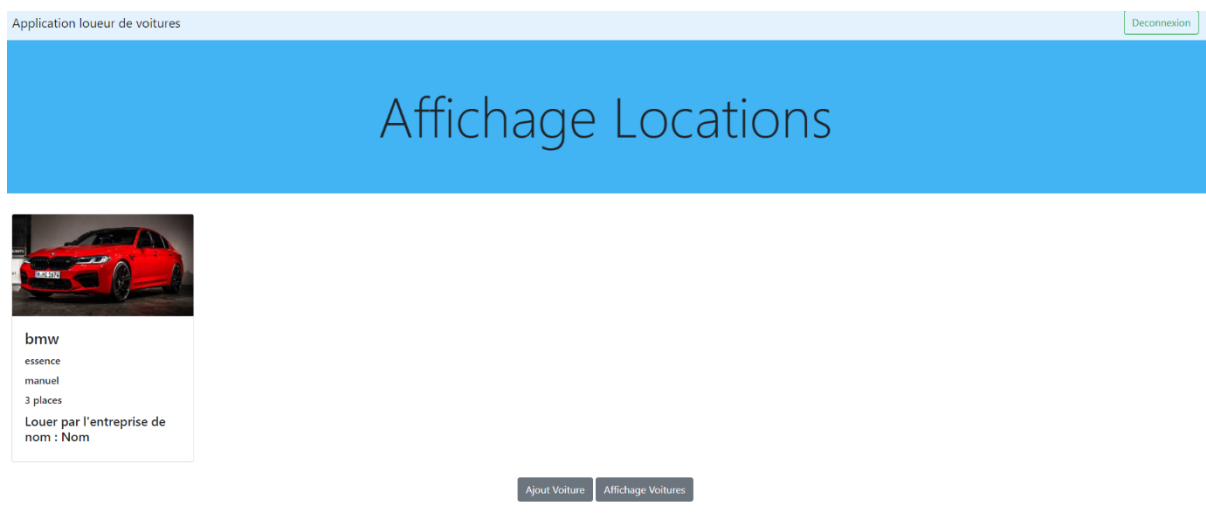 Application loueur de voitures
Deconnexion
Affichage Locations
bmw
essence
manuel
3 places
Louer par l'entreprise de
nom : Nom
Ajout Voiture
Affichage Voitures